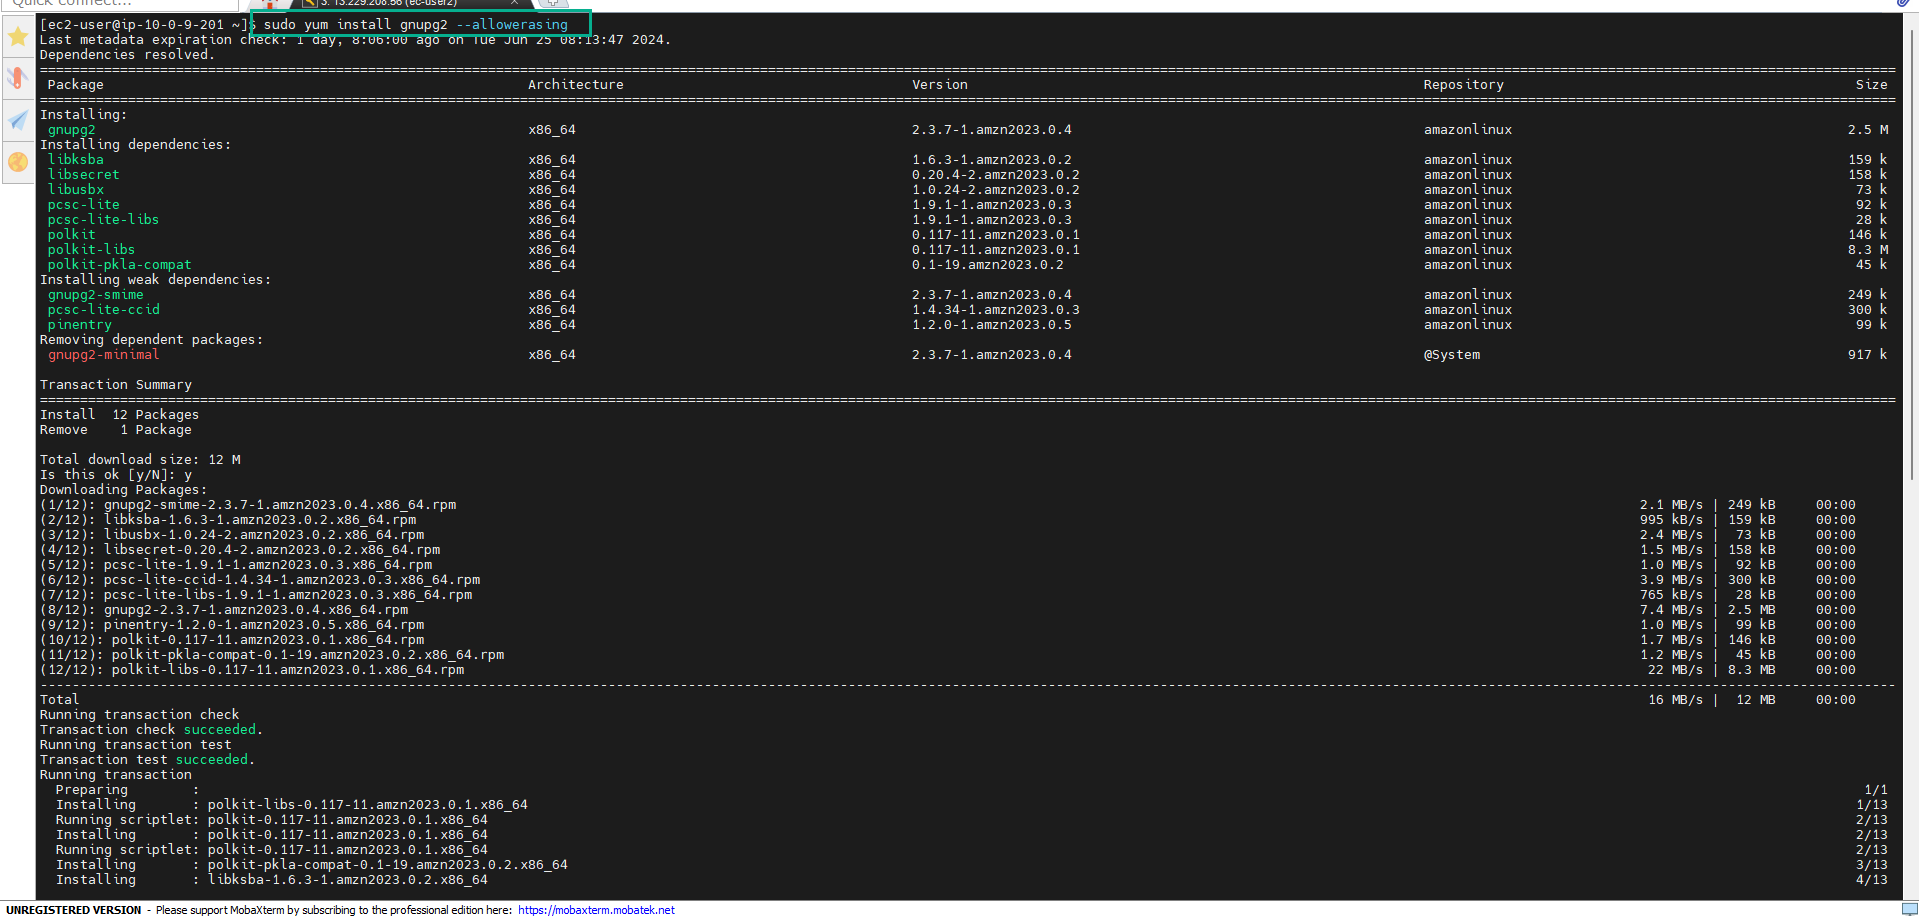 Quick connect...
3. 13.229.208.56 (ec2-user)
[ec2-user@ip-10-0-9-201 ~]$ sudo yum install gnupg2 --allowerasing
Last metadata expiration check: 1 day, 8:06:00 ago on Tue Jun 25 08:13:47 2024.
Dependencies resolved.
Package Architecture Version Repository Size
Installing:
gnupg2 x86_64 2.3.7-1.amzn2023.0.4 amazonlinux 2.5 M
Installing dependencies:
libksba x86_64 1.6.3-1.amzn2023.0.2 amazonlinux 159 k
libsecret x86_64 0.20.4-2.amzn2023.0.2 amazonlinux 158 k
libusbx x86_64 1.0.24-2.amzn2023.0.2 amazonlinux 73 k
pcsc-lite x86_64 1.9.1-1.amzn2023.0.3 amazonlinux 92 k
pcsc-lite-libs x86_64 1.9.1-1.amzn2023.0.3 amazonlinux 28 k
polkit x86_64 0.117-11.amzn2023.0.1 amazonlinux 146 k
polkit-libs x86_64 0.117-11.amzn2023.0.1 amazonlinux 8.3 M
polkit-pkla-compat x86_64 0.1-19.amzn2023.0.2 amazonlinux 45 k
Installing weak dependencies:
gnupg2-smime x86_64 2.3.7-1.amzn2023.0.4 amazonlinux 249 k
pcsc-lite-ccid x86_64 1.4.34-1.amzn2023.0.3 amazonlinux 300 k
pinentry x86_64 1.2.0-1.amzn2023.0.5 amazonlinux 99 k
Removing dependent packages:
gnupg2-minimal x86_64 2.3.7-1.amzn2023.0.4 @System 917 k
Transaction Summary
Install 12 Packages
Remove 1 Package
Total download size: 12 M
Is this ok [y/N]: y
Downloading Packages:
(1/12): gnupg2-smime-2.3.7-1.amzn2023.0.4.x86_64.rpm 2.1 MB/s | 249 kB 00:00
(2/12): libksba-1.6.3-1.amzn2023.0.2.x86_64.rpm 995 kB/s | 159 kB 00:00
(3/12): libusbx-1.0.24-2.amzn2023.0.2.x86_64.rpm 2.4 MB/s | 73 kB 00:00
(4/12): libsecret-0.20.4-2.amzn2023.0.2.x86_64.rpm 1.5 MB/s | 158 kB 00:00
(5/12): pcsc-lite-1.9.1-1.amzn2023.0.3.x86_64.rpm 1.0 MB/s | 92 kB 00:00
(6/12): pcsc-lite-ccid-1.4.34-1.amzn2023.0.3.x86_64.rpm 3.9 MB/s | 300 kB 00:00
(7/12): pcsc-lite-libs-1.9.1-1.amzn2023.0.3.x86_64.rpm 765 kB/s | 28 kB 00:00
(8/12): gnupg2-2.3.7-1.amzn2023.0.4.x86_64.rpm 7.4 MB/s | 2.5 MB 00:00
(9/12): pinentry-1.2.0-1.amzn2023.0.5.x86_64.rpm 1.0 MB/s | 99 kB 00:00
(10/12): polkit-0.117-11.amzn2023.0.1.x86_64.rpm 1.7 MB/s | 146 kB 00:00
(11/12): polkit-pkla-compat-0.1-19.amzn2023.0.2.x86_64.rpm 1.2 MB/s | 45 kB 00:00
(12/12): polkit-libs-0.117-11.amzn2023.0.1.x86_64.rpm 22 MB/s | 8.3 MB 00:00
Total 16 MB/s | 12 MB 00:00
Running transaction check
Transaction check succeeded.
Running transaction test
Transaction test succeeded.
Running transaction
Preparing : 1/1
Installing : polkit-libs-0.117-11.amzn2023.0.1.x86_64 1/13
Running scriptlet: polkit-0.117-11.amzn2023.0.1.x86_64 2/13
Installing : polkit-0.117-11.amzn2023.0.1.x86_64 2/13
Running scriptlet: polkit-0.117-11.amzn2023.0.1.x86_64 2/13
Installing : polkit-pkla-compat-0.1-19.amzn2023.0.2.x86_64 3/13
Installing : libksba-1.6.3-1.amzn2023.0.2.x86_64 4/13
UNREGISTERED VERSION - Please support MobaXterm by subscribing to the professional edition here: https://mobaxterm.mobatek.net